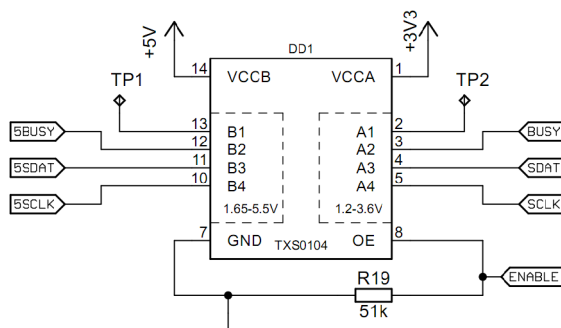 +5V
+3V3
DD1
14 VCCB VCCA 1
TP1
TP2
13 B1 A1 2
5BUSY 12 B2 A2 3 BUSY
5SDAT 11 B3 A3 4 SDAT
5SCLK 10 B4 A4 5 SCLK
1.65-5.5V 1.2-3.6V
7 GND OE 8
TXS0104
ENABLE
R19
51k